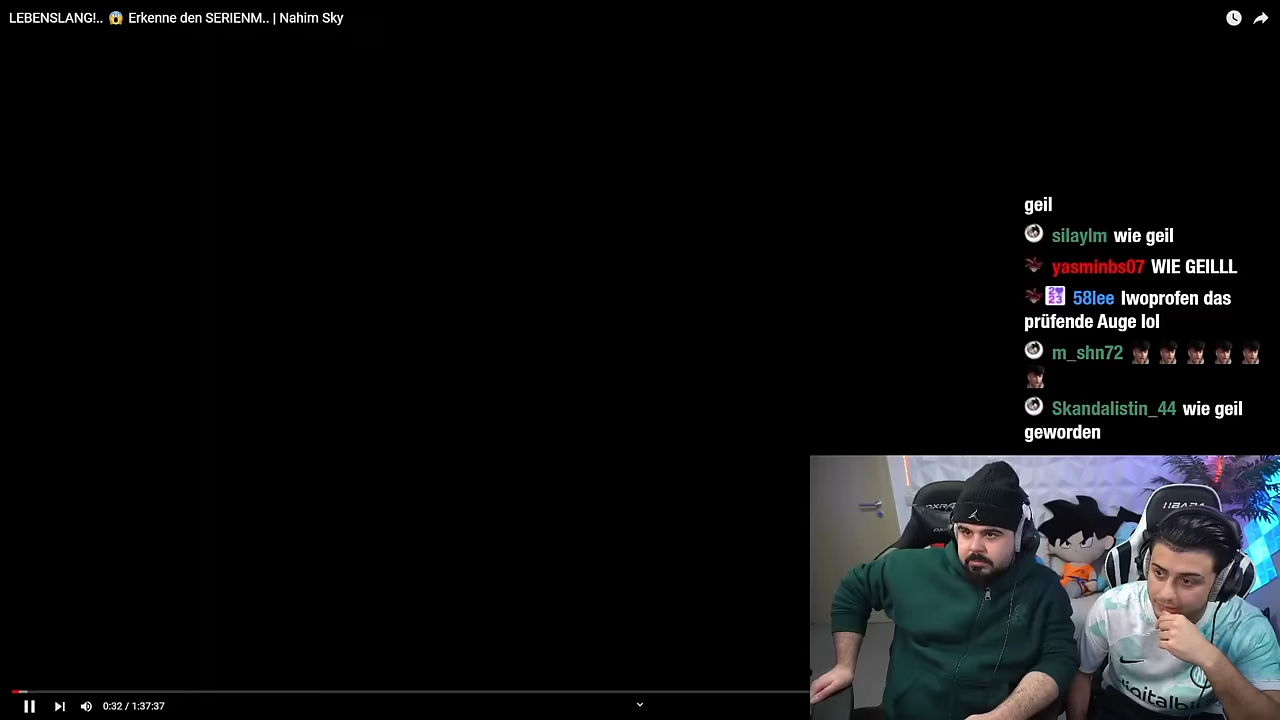 LEBENSLANG!.. 😱 Erkenne den SERIENM.. | Nahim Sky
geil
silaylm wie geil
yasminbs07 WIE GEILLL
58lee Iwoprofen das
prüfende Auge lol
m_shn72
Skandalistin_44 wie geil
geworden
0:32 / 1:37:37